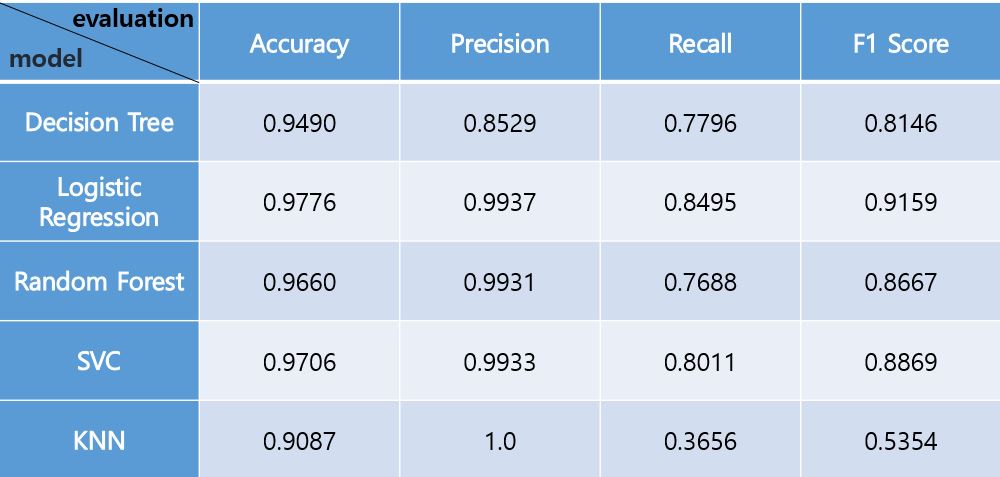 evaluation
model
Accuracy Precision Recall F1 Score
Decision Tree 0.9490 0.8529 0.7796 0.8146
Logistic
Regression 0.9776 0.9937 0.8495 0.9159
Random Forest 0.9660 0.9931 0.7688 0.8667
SVC 0.9706 0.9933 0.8011 0.8869
KNN 0.9087 1.0 0.3656 0.5354